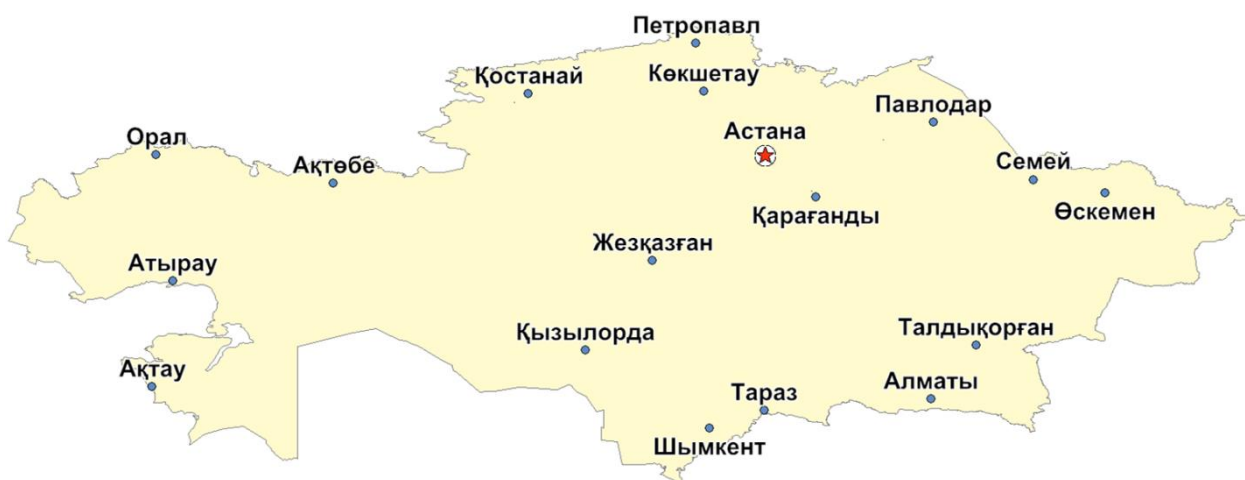 Петропавл
Қостанай
Көкшетау
Павлодар
Астана
Орал
Ақтөбе
Семей
Өскемен
Қарағанды
Жезқазған
Атырау
Қызылорда
Талдықорған
Ақтау
Алматы
Тараз
Шымкент